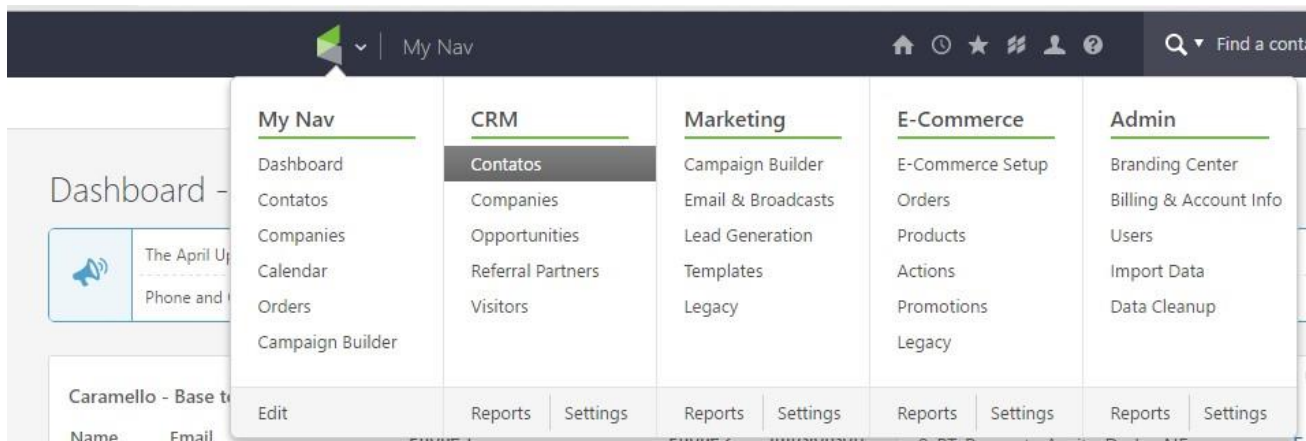 My Nav
Find a conta
My Nav
Dashboard
Contatos
Companies
Calendar
Orders
Campaign Builder
Edit
CRM
Contatos
Companies
Opportunities
Referral Partners
Visitors
Reports Settings
Marketing
Campaign Builder
Email & Broadcasts
Lead Generation
Templates
Legacy
Reports Settings
E-Commerce
E-Commerce Setup
Orders
Products
Actions
Promotions
Legacy
Reports Settings
Admin
Branding Center
Billing & Account Info
Users
Import Data
Data Cleanup
Reports Settings
Dashboard -
The April Up
Phone and
Caramello - Base to
Name Email